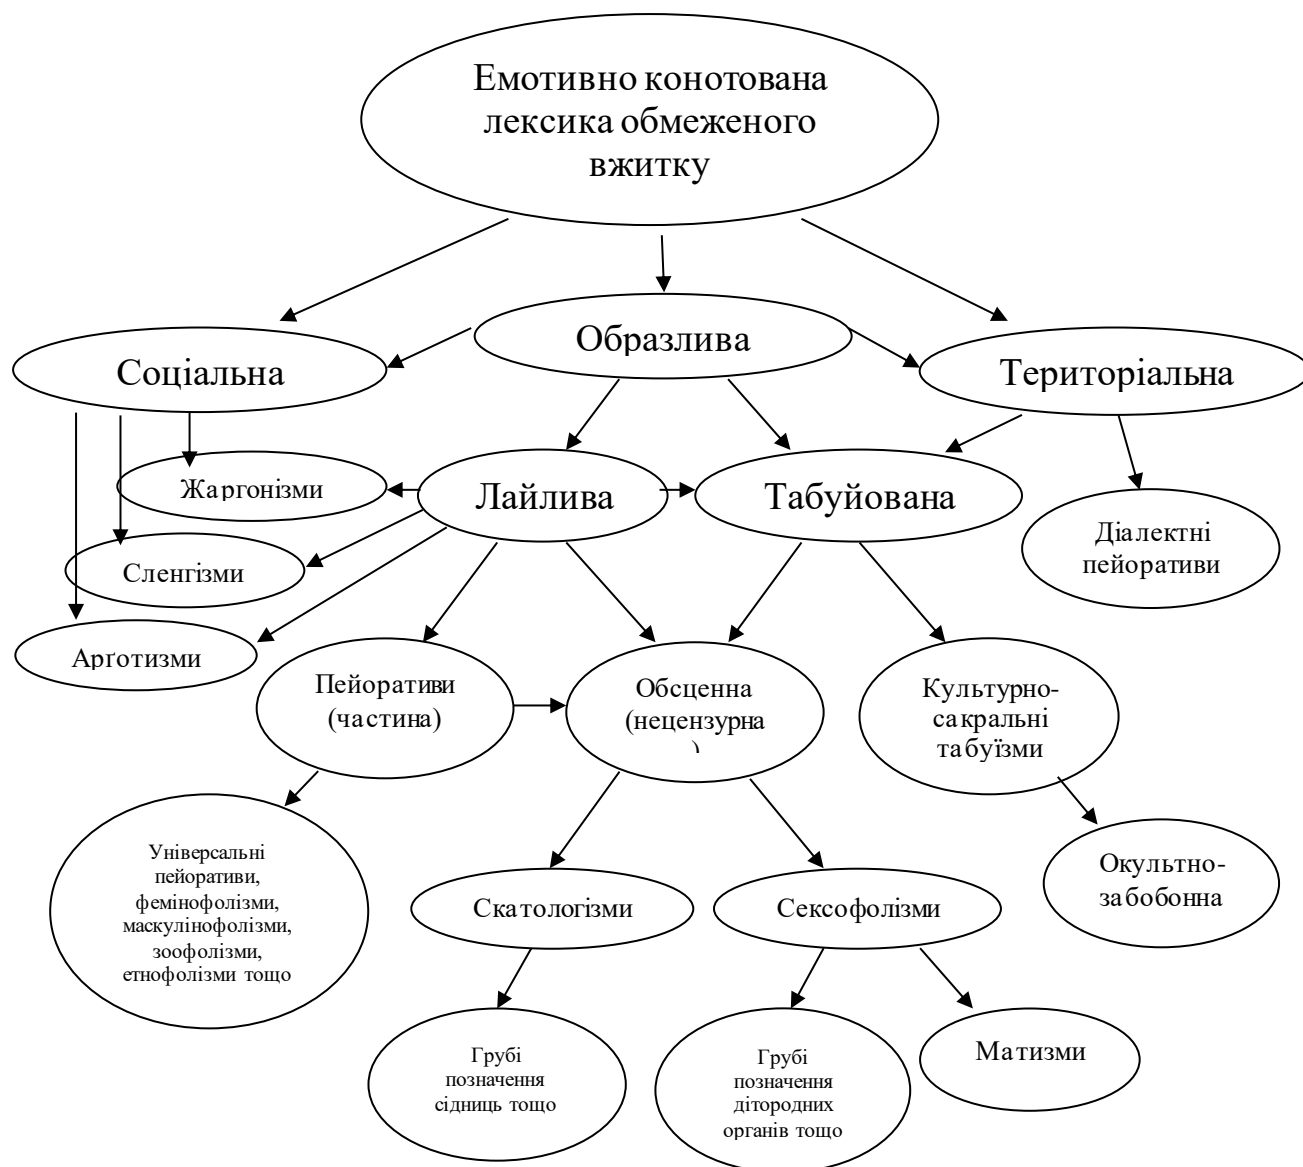 Емотивно конотована
лексика обмеженого
вжитку
Соціальна
Образлива
Територіальна
Жаргонізми
Лайлива
Табуйована
Діалектні
пейоративи
Сленгізми
Арґотизми
Пейоративи
(частина)
Обсценна
(нецензурна
)
Культурно-
сакральні
табуїзми
Універсальні
пейоративи,
фемінофолізми,
маскулінофолізми,
зоофолізми,
етнофолізми тощо
Скатологізми
Сексофолізми
Окультно-
забобонна
Грубі
позначення
сідниць тощо
Грубі
позначення
дітородних
органів тощо
Матизми